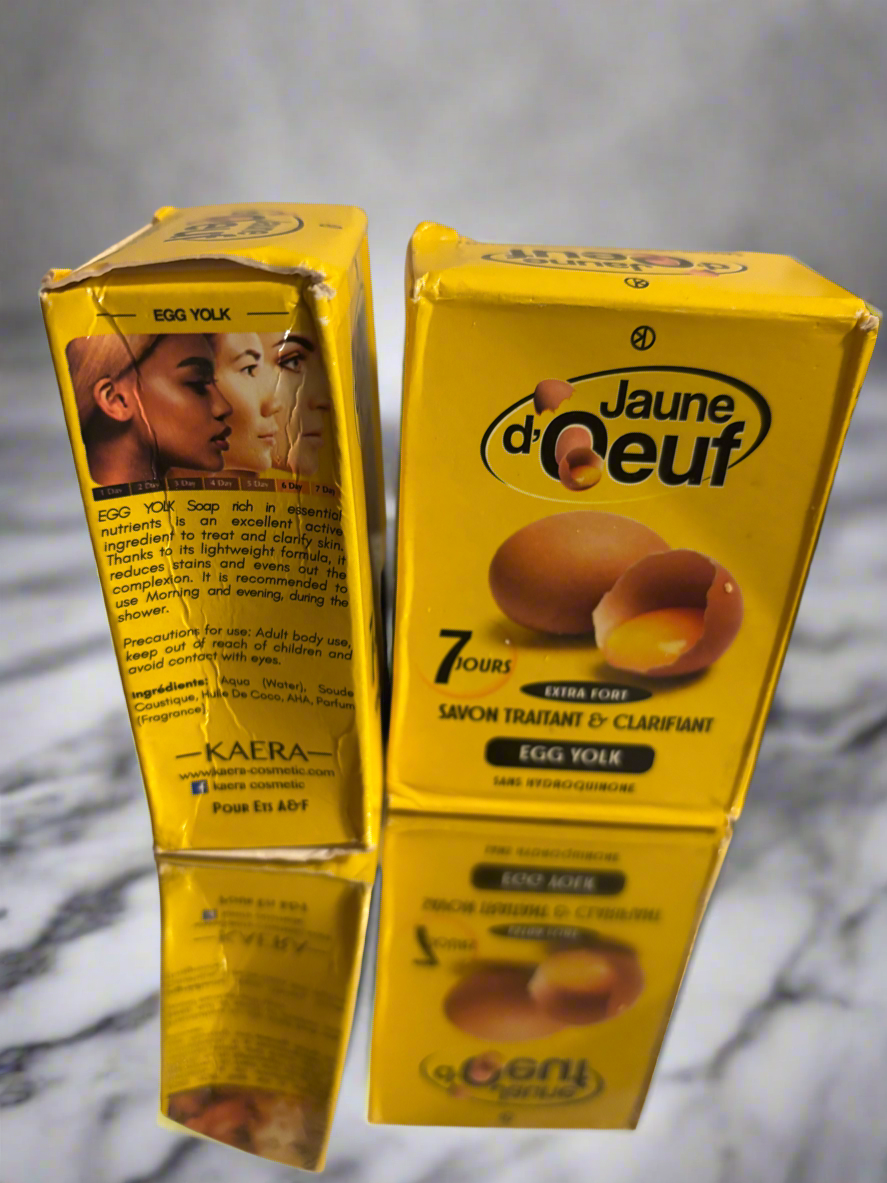 Jaune
d'Oeuf
EGG YOLK
1 Day 2 Day 3 Day 4 Day 5 Day 6 Day 7 Day
EGG YOLK Soap rich in essential
nutrients is an excellent active
ingredient to treat and clarify skin.
Thanks to its lightweight formula, it
reduces stains and evens out the
complexion. It is recommended to
use Morning and evening, during the
shower.
Precautions for use: Adult body use,
keep out of reach of children and
avoid contact with eyes.
Ingrédients: Aqua (Water), Soude
Caustique, Huile De Coco, AHA, Parfum
(Fragrance).
KAERA
www.kaera-cosmetic.com
kaera cosmetic
POUR ETS A&F
d'Oeuf
Jaune
Jaune
d'Oeuf
7 JOURS
EXTRA FORT
SAVON TRAITANT & CLARIFIANT
EGG YOLK
SANS HYDROQUINONE